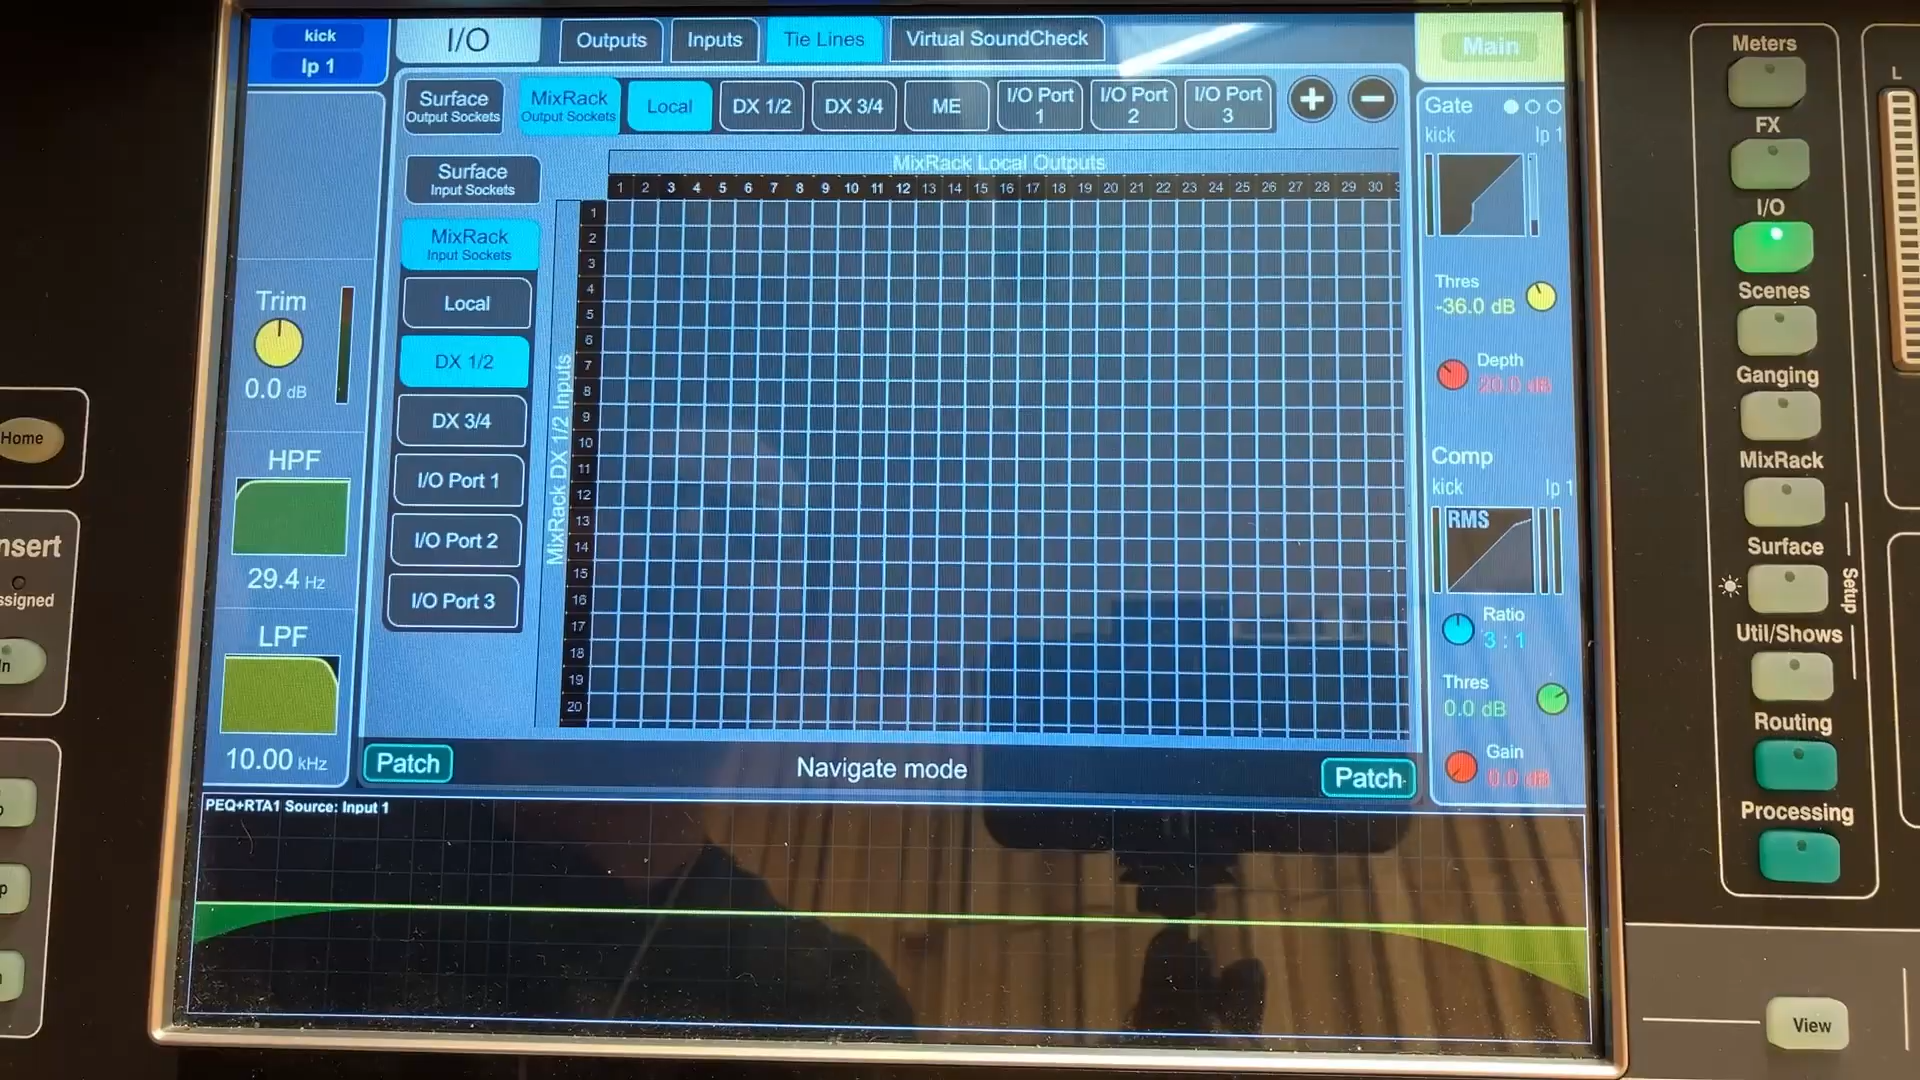 kick
Ip 1
I/O
Outputs
Inputs
Tie Lines
Virtual SoundCheck
Main
Surface
Output Sockets
MixRack
Output Sockets
Local
DX 1/2
DX 3/4
ME
I/O Port
1
I/O Port
2
I/O Port
3
Surface
Input Sockets
MixRack
Input Sockets
Local
DX 1/2
DX 3/4
I/O Port 1
I/O Port 2
I/O Port 3
MixRack Local Outputs
1 2 3 4 5 6 7 8 9 10 11 12 13 14 15 16 17 18 19 20 21 22 23 24 25 26 27 28 29 30
MixRack DX 1/2 Inputs
1
2
3
4
5
6
7
8
9
10
11
12
13
14
15
16
17
18
19
20
Trim
0.0 dB
HPF
29.4 Hz
LPF
10.00 kHz
Patch
Navigate mode
Patch
Gate
kick Ip 1
Thres
-36.0 dB
Depth
20.0 dB
Comp
kick Ip 1
RMS
Ratio
3 : 1
Thres
0.0 dB
Gain
0.0 dB
PEQ+RTA1 Source: Input 1
Home
nsert
ssigned
In
Meters
FX
I/O
Scenes
Ganging
MixRack
Surface
Setup
Util/Shows
Routing
Processing
View
L